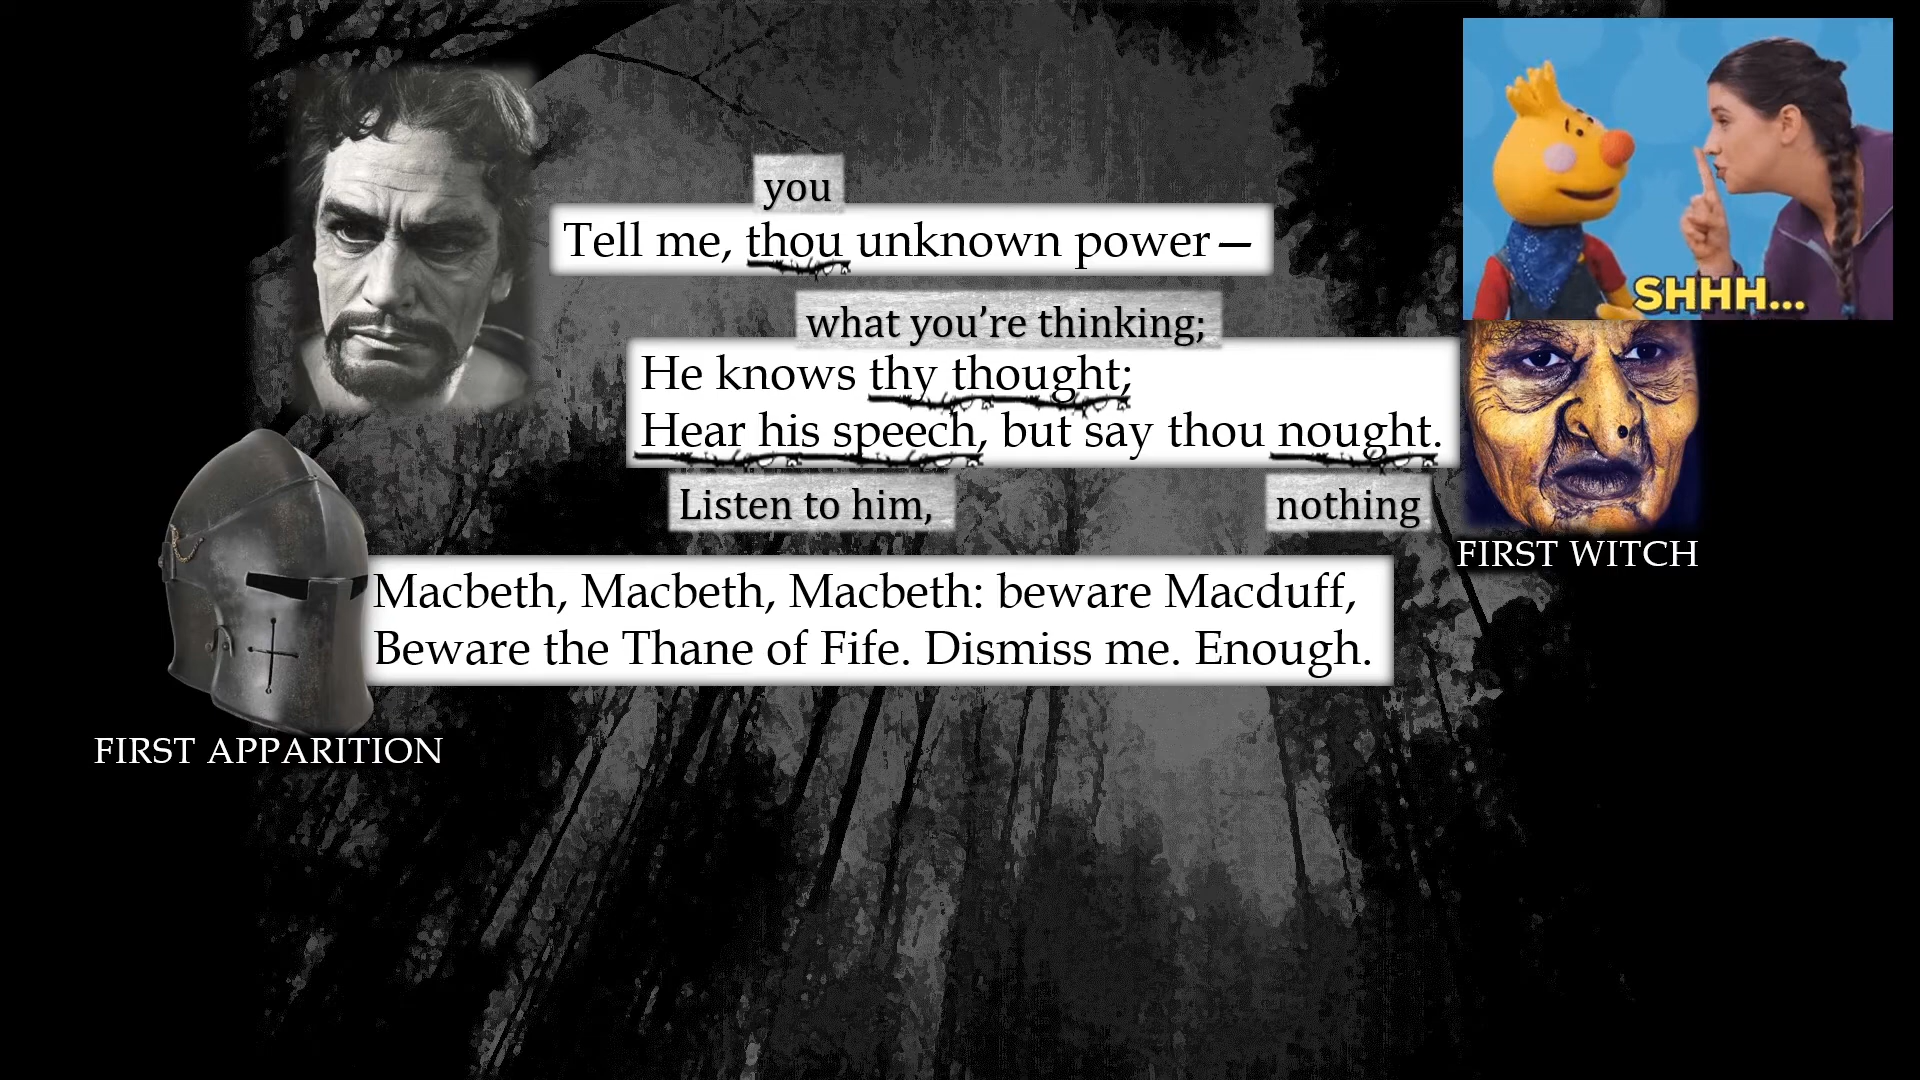 SHHH...
you
Tell me, thou unknown power—
what you're thinking;
He knows thy thought;
Hear his speech, but say thou nought.
Listen to him,
nothing
FIRST WITCH
Macbeth, Macbeth, Macbeth: beware Macduff,
Beware the Thane of Fife. Dismiss me. Enough.
FIRST APPARITION